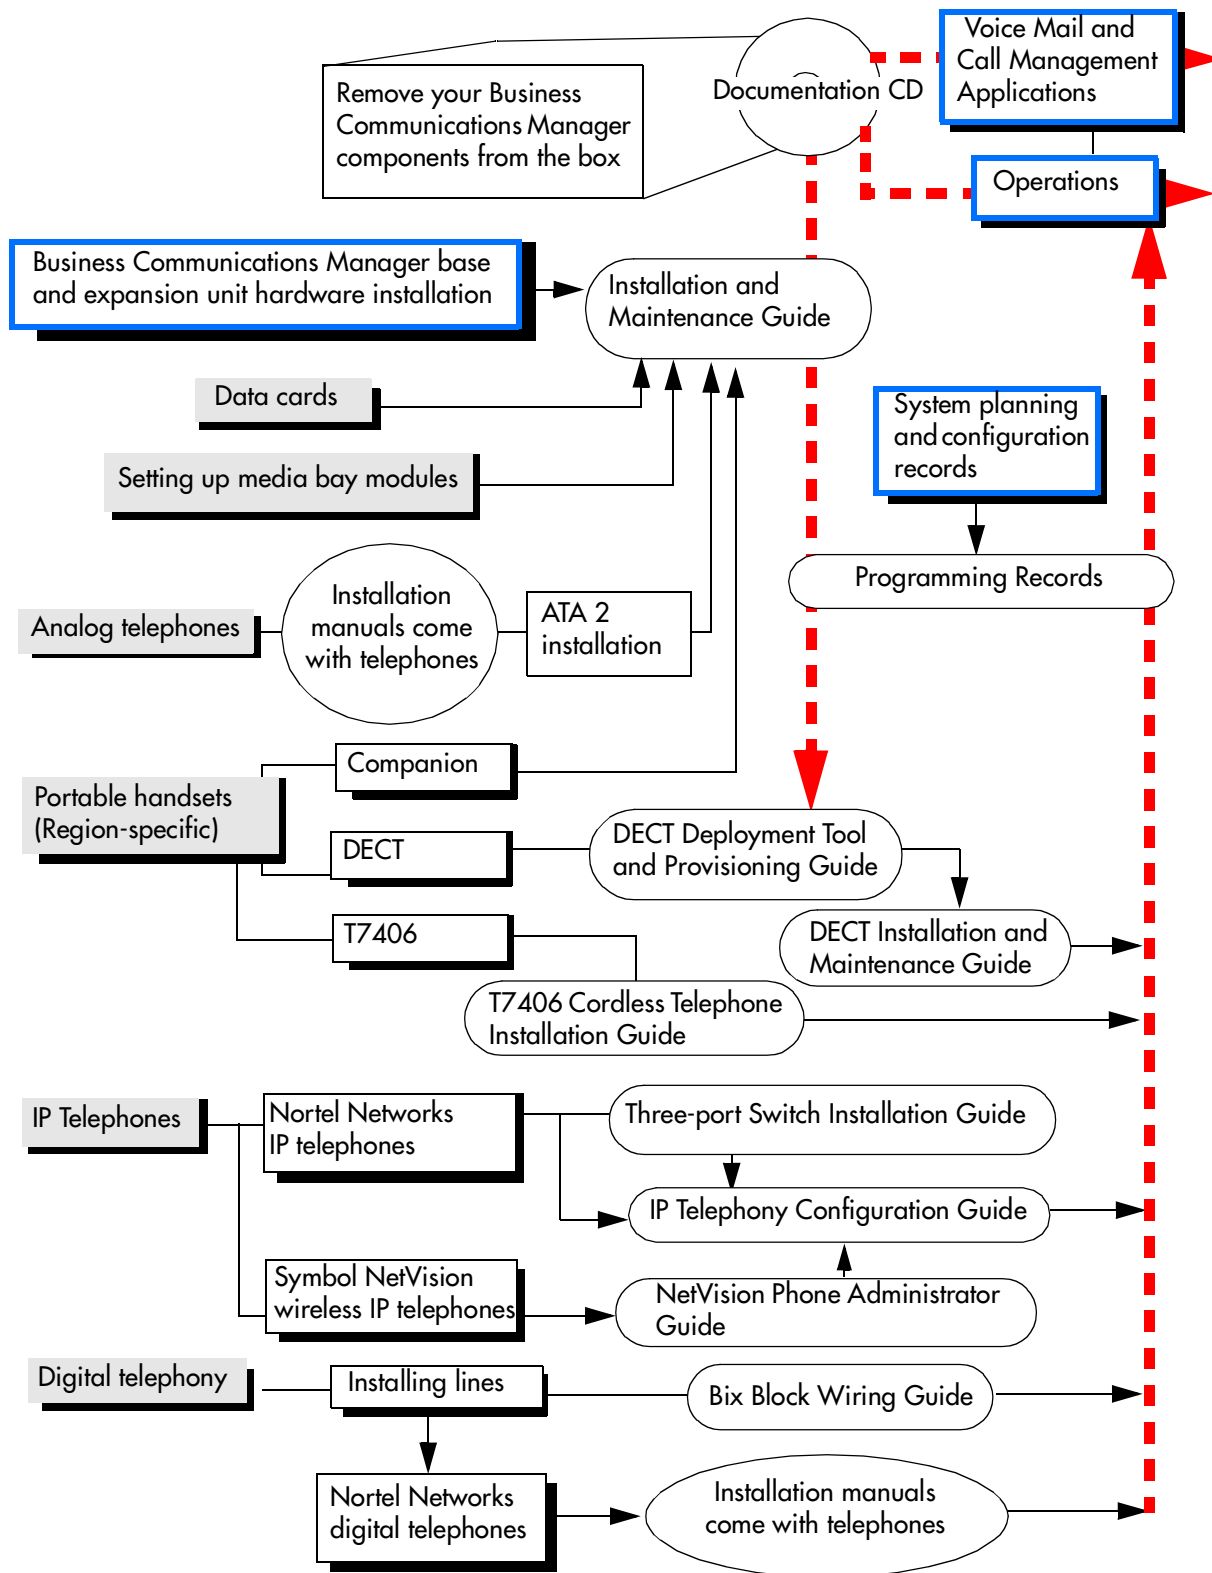 Voice Mail and
Call Management
Applications
Remove your Business
Communications Manager
components from the box
Documentation CD
Operations
Business Communications Manager base
and expansion unit hardware installation
Installation and
Maintenance Guide
Data cards
System planning
and configuration
records
Setting up media bay modules
Programming Records
Analog telephones
Installation
manuals come
with telephones
ATA 2
installation
Companion
Portable handsets
(Region-specific)
DECT
DECT Deployment Tool
and Provisioning Guide
T7406
DECT Installation and
Maintenance Guide
T7406 Cordless Telephone
Installation Guide
IP Telephones
Nortel Networks
IP telephones
Three-port Switch Installation Guide
IP Telephony Configuration Guide
Symbol NetVision
wireless IP telephones
NetVision Phone Administrator
Guide
Digital telephony
Installing lines
Bix Block Wiring Guide
Nortel Networks
digital telephones
Installation manuals
come with telephones